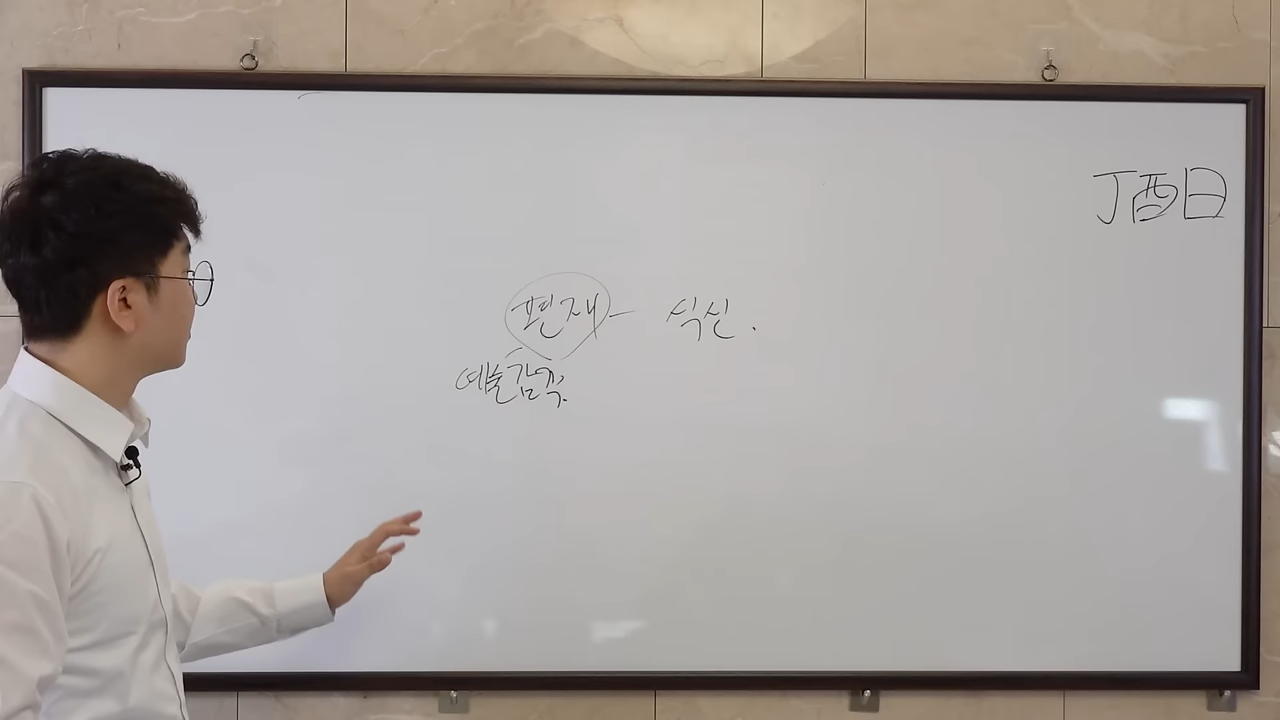 丁酉日
편재 - 식신.
예술감각.